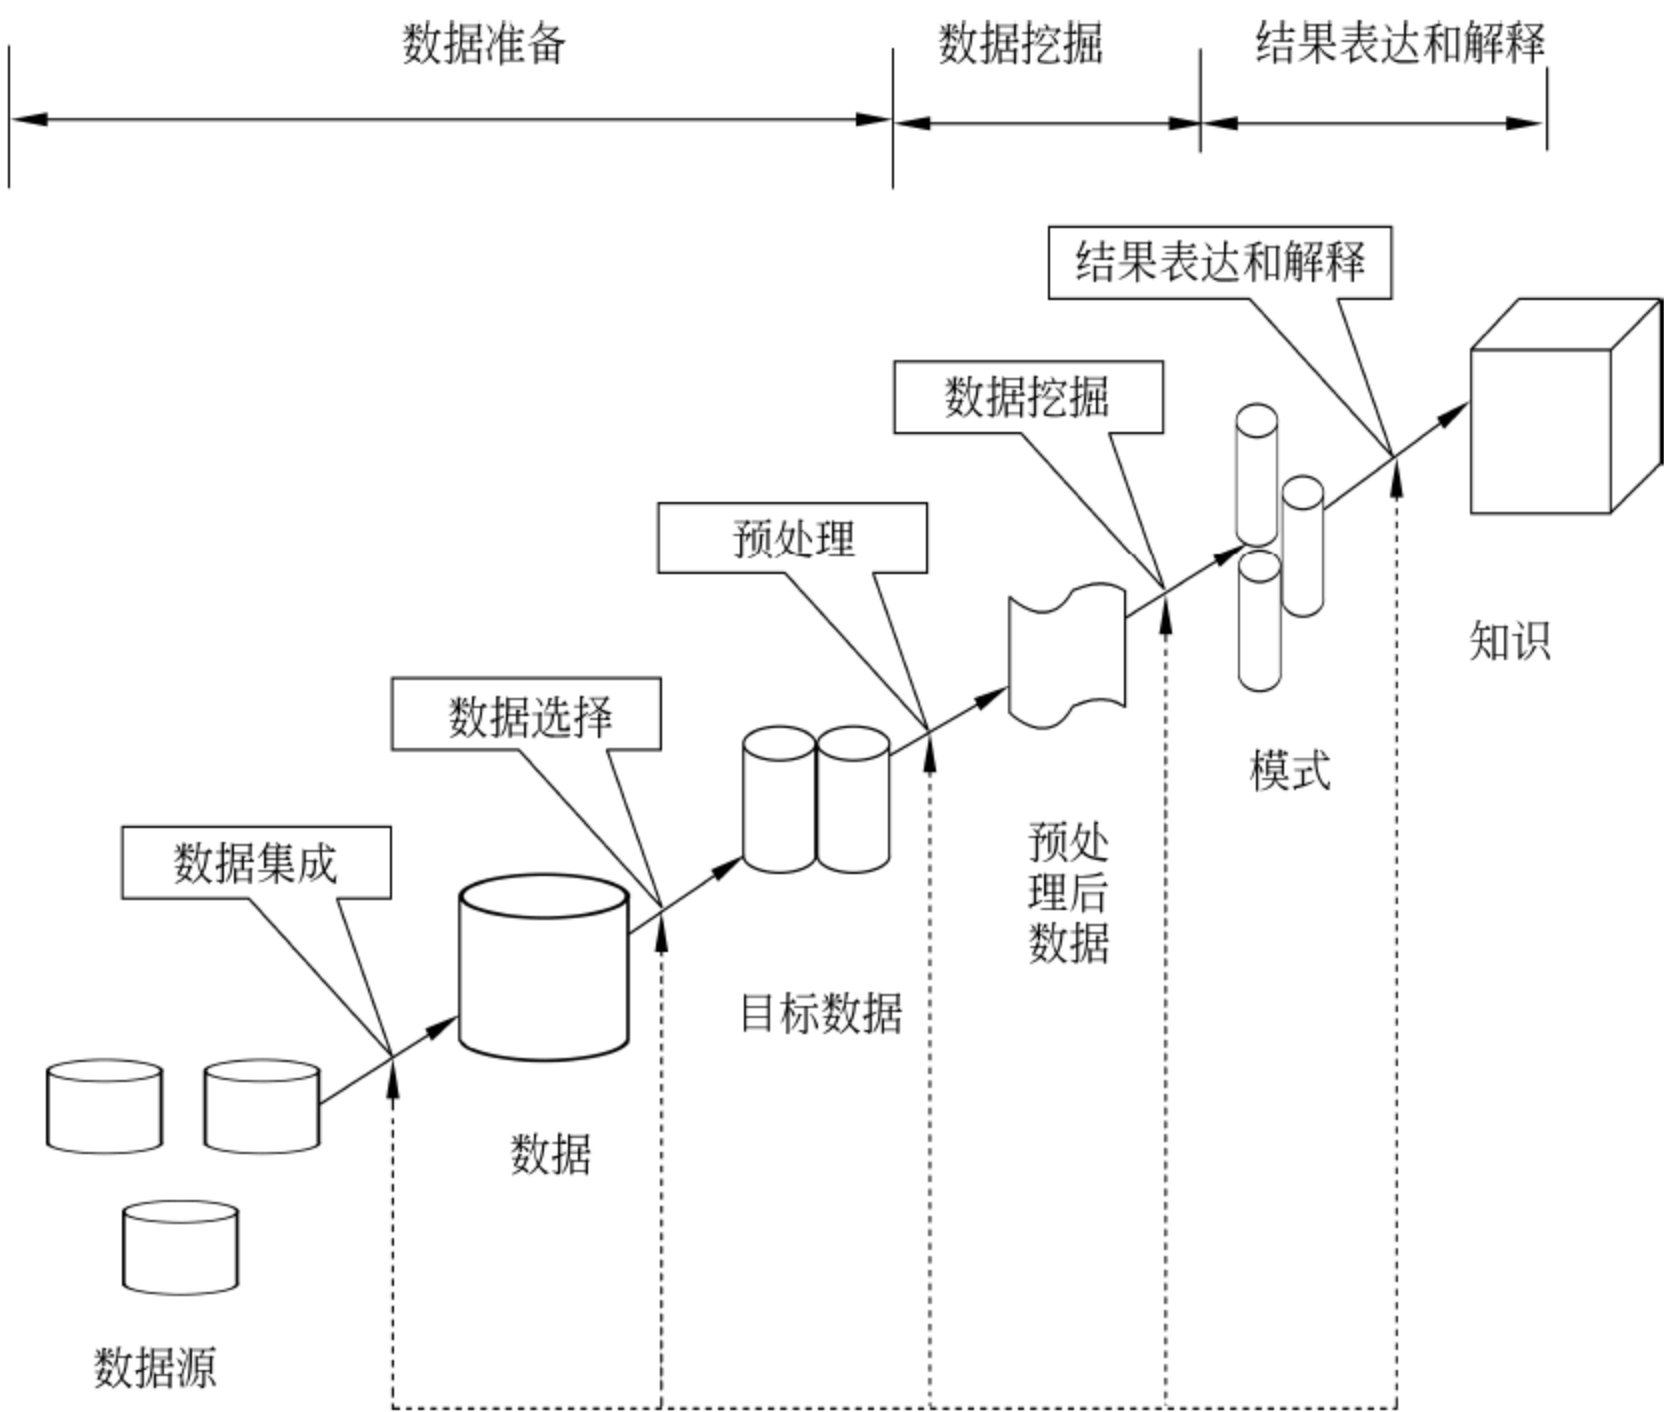 数据准备
数据挖掘
结果表达和解释
结果表达和解释
数据挖掘
预处理
数据选择
数据集成
知识
模式
预处
理后
数据
目标数据
数据
数据源